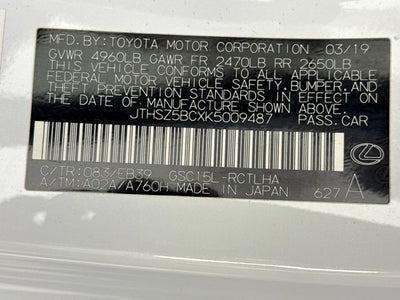 MFD.BY:TOYOTA MOTOR CORPORATION 03/19
GVWR 4960LB GAWR FR 2470LB RR 2650LB
THIS VEHICLE CONFORMS TO ALL APPLICABLE
FEDERAL MOTOR VEHICLE SAFETY,BUMPER,AND
THEFT PREVENTION STANDARDS IN EFFECT ON
THE DATE OF MANUFACTURE SHOWN ABOVE.
JTHSZ5BCXK5009487 PASS.CAR
C/TR:083/EB39 GSC15L-RCTLHA
A/TM:A02A/A760H MADE IN JAPAN 627 A